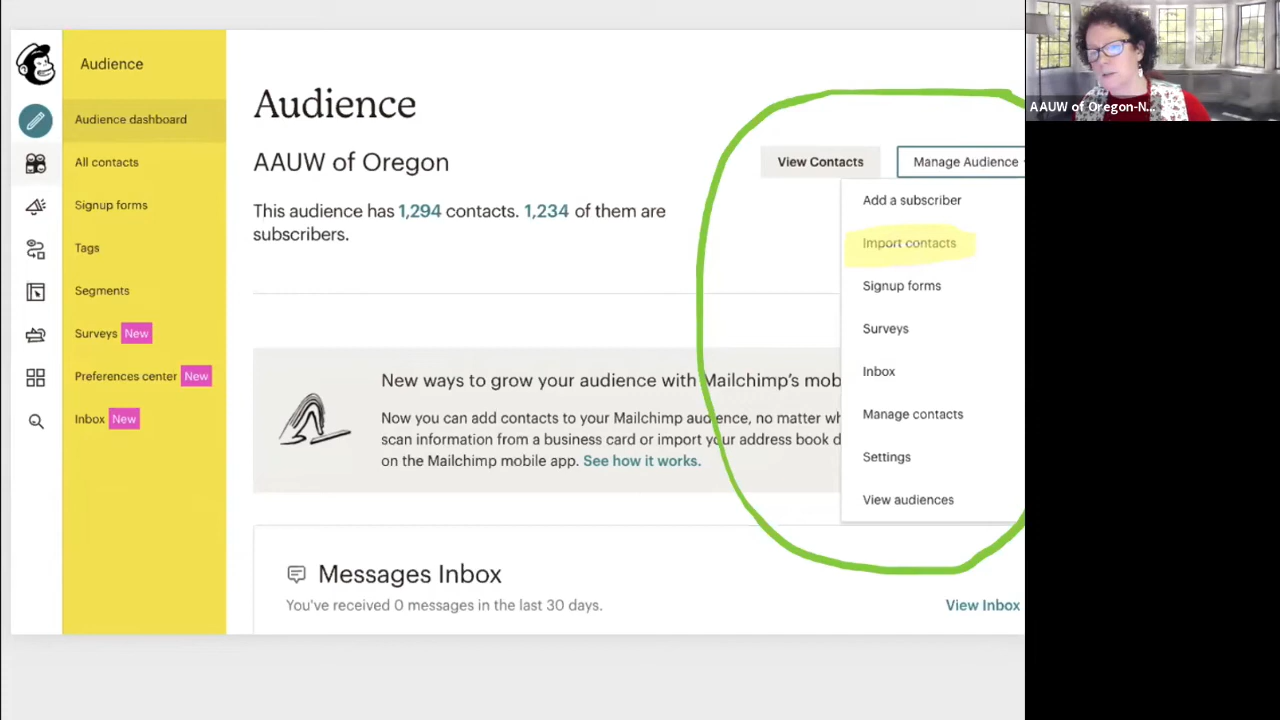 Audience
Audience dashboard
All contacts
Signup forms
Tags
Segments
Surveys New
Preferences center New
Inbox New
Audience
AAUW of Oregon
This audience has 1,294 contacts. 1,234 of them are
subscribers.
View Contacts
Manage Audience
Add a subscriber
Import contacts
Signup forms
Surveys
Inbox
Manage contacts
Settings
View audiences
New ways to grow your audience with Mailchimp's mob
Now you can add contacts to your Mailchimp audience, no matter wh
scan information from a business card or import your address book d
on the Mailchimp mobile app. See how it works.
Messages Inbox
You've received 0 messages in the last 30 days.
View Inbox
AAUW of Oregon-N...